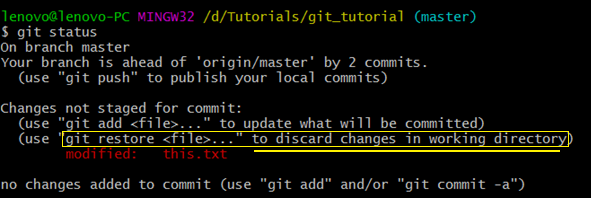 lenovo@lenovo-PC MINGW32 /d/Tutorials/git_tutorial (master)
$ git status
On branch master
Your branch is ahead of 'origin/master' by 2 commits.
(use "git push" to publish your local commits)
Changes not staged for commit:
(use "git add <file>..." to update what will be committed)
(use "git restore <file>..." to discard changes in working directory)
modified: this.txt
no changes added to commit (use "git add" and/or "git commit -a")